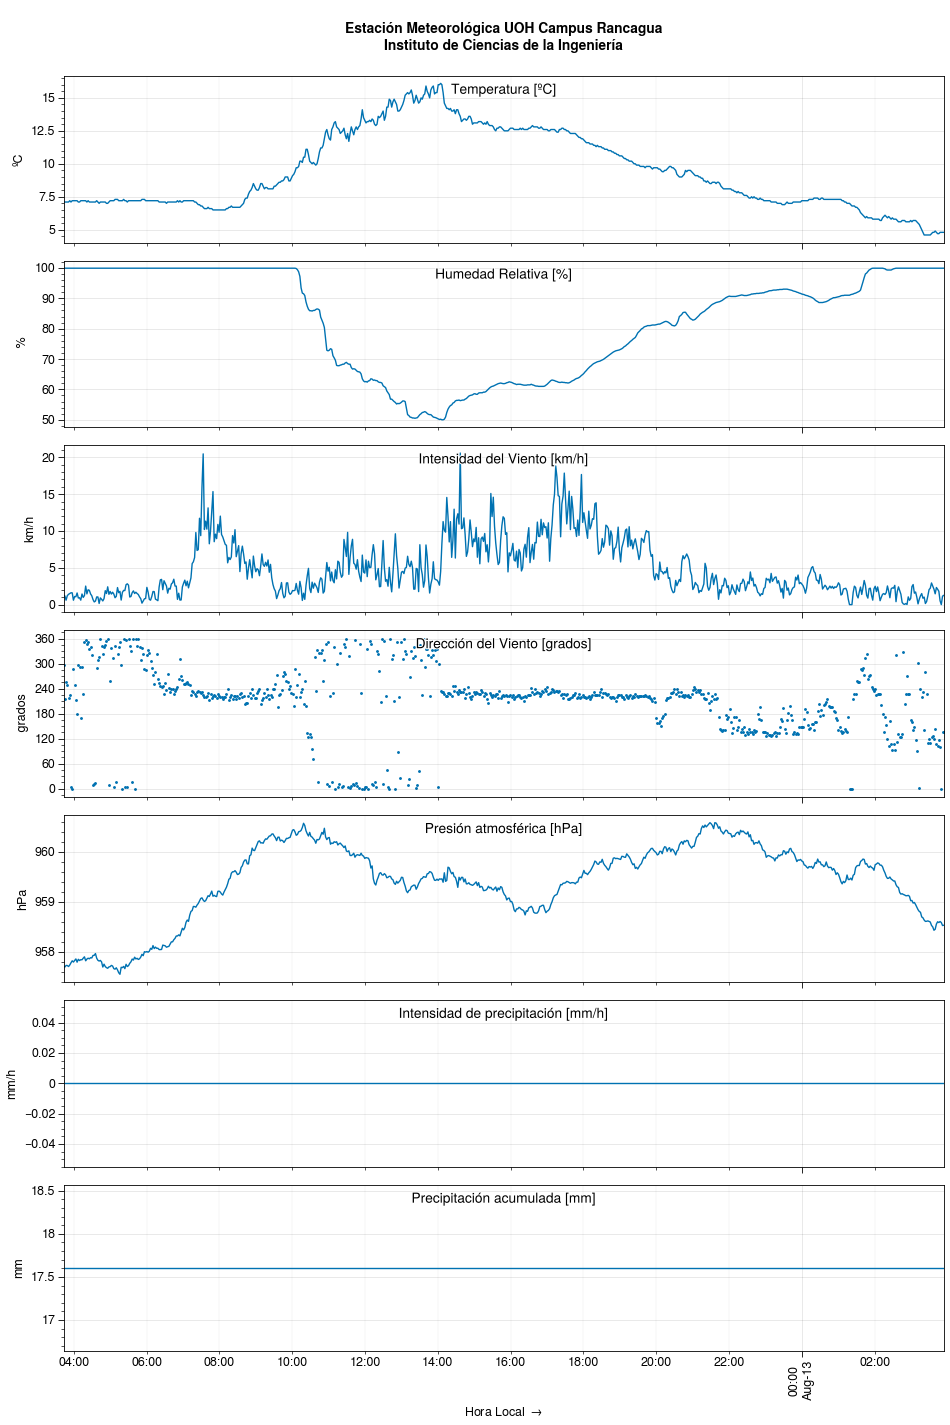 Estación Meteorológica UOH Campus Rancagua
Instituto de Ciencias de la Ingeniería
Temperatura [ºC]
15
12.5
10
7.5
5
ºC
Humedad Relativa [%]
100
90
80
70
60
50
%
Intensidad del Viento [km/h]
20
15
10
5
0
km/h
Dirección del Viento [grados]
360
300
240
180
120
60
0
grados
Presión atmosférica [hPa]
960
959
958
hPa
Intensidad de precipitación [mm/h]
0.04
0.02
0
−0.02
−0.04
mm/h
Precipitación acumulada [mm]
18.5
18
17.5
17
mm
04:00 06:00 08:00 10:00 12:00 14:00 16:00 18:00 20:00 22:00 00:00 02:00
Aug-13
Hora Local →